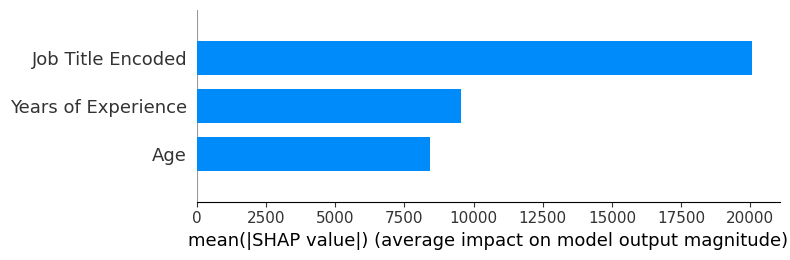 Job Title Encoded
Years of Experience
Age
0 2500 5000 7500 10000 12500 15000 17500 20000
mean(|SHAP value|) (average impact on model output magnitude)